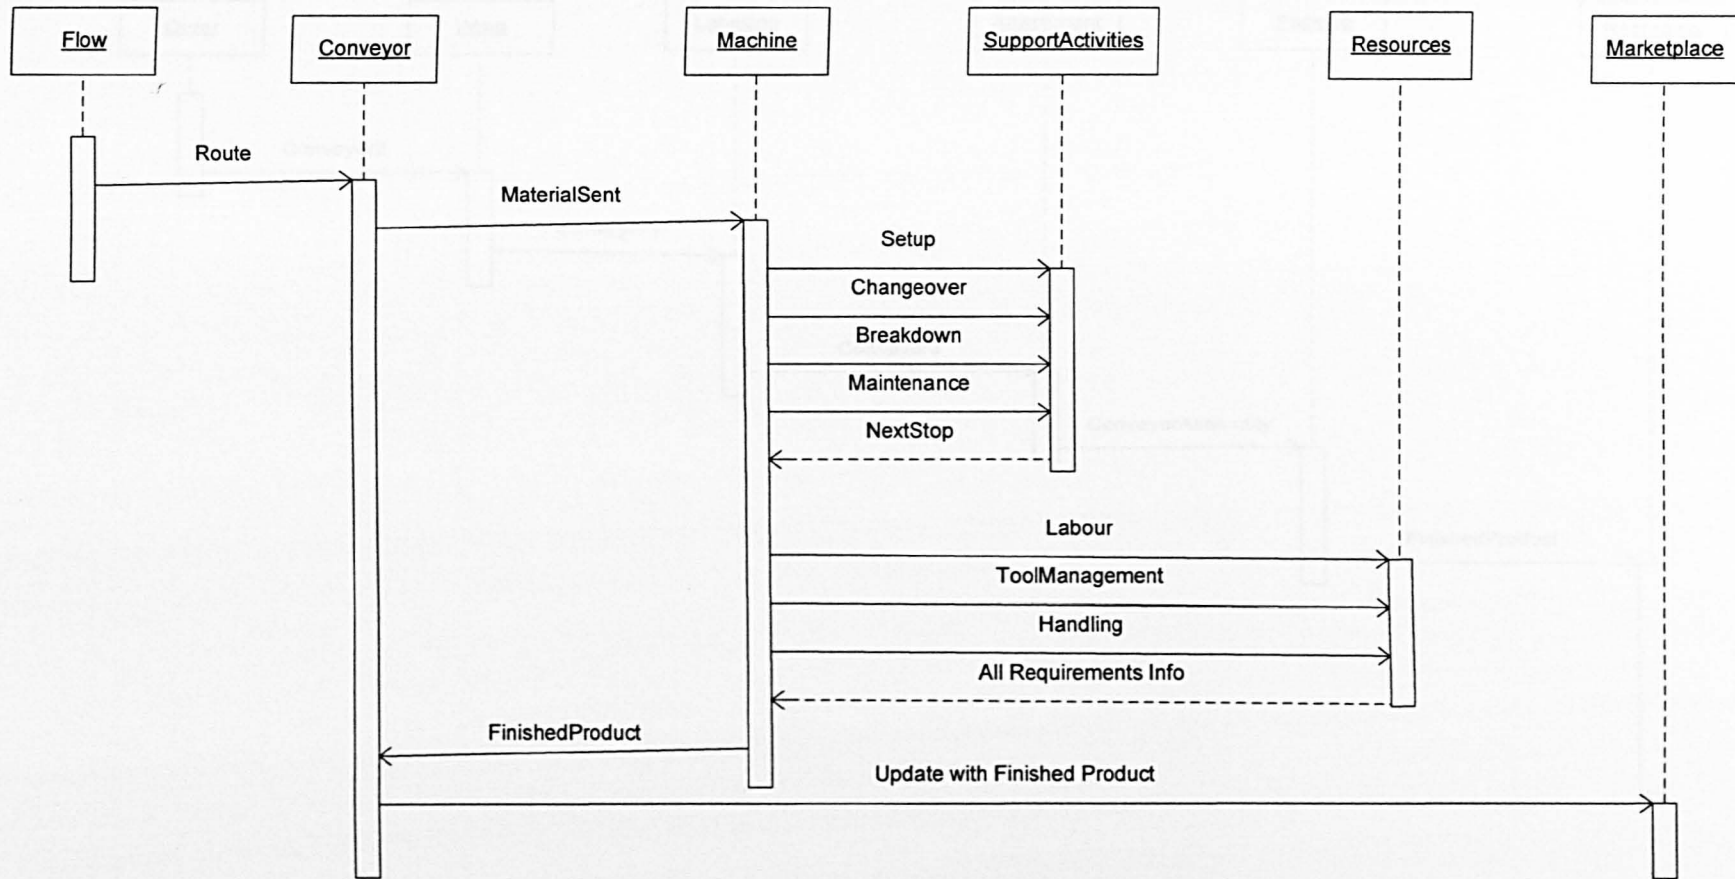 Flow
Conveyor
Machine
SupportActivities
Resources
Marketplace
Route
MaterialSent
Setup
Changeover
Breakdown
Maintenance
NextStop
Labour
ToolManagement
Handling
All Requirements Info
FinishedProduct
Update with Finished Product